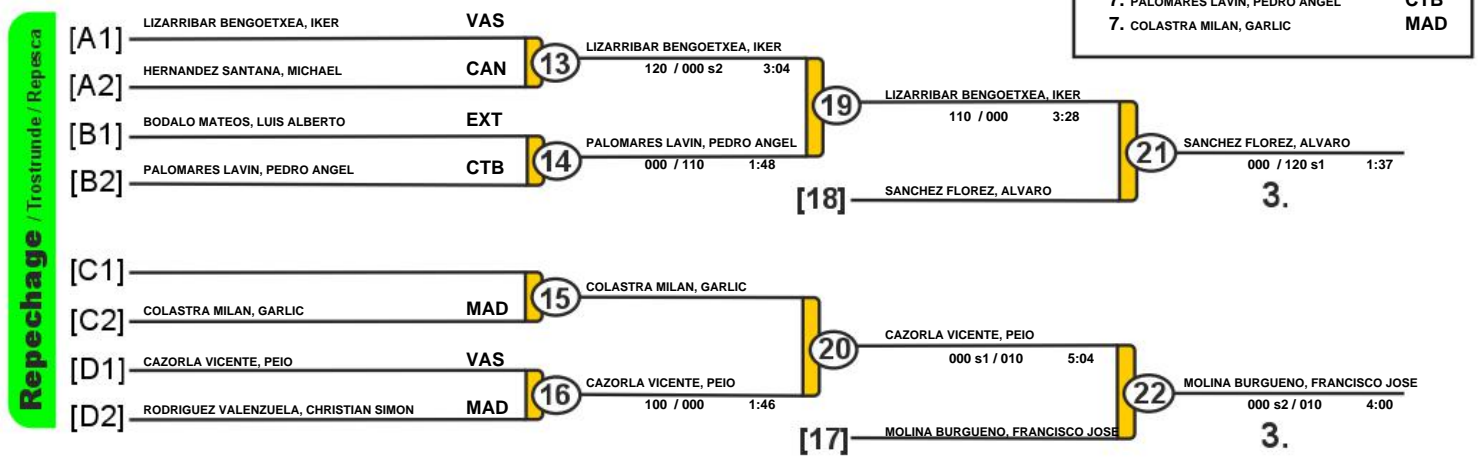 7. PALOMARES LAVIN, PEDRO ANGEL CTB
7. COLASTRA MILAN, GARLIC MAD
Repechage / Trostrunde / Repesca
[A1] LIZARRIBAR BENGOETXEA, IKER VAS
[A2] HERNANDEZ SANTANA, MICHAEL CAN
13
LIZARRIBAR BENGOETXEA, IKER
120 / 000 s2 3:04
[B1] BODALO MATEOS, LUIS ALBERTO EXT
[B2] PALOMARES LAVIN, PEDRO ANGEL CTB
14
PALOMARES LAVIN, PEDRO ANGEL
000 / 110 1:48
19
LIZARRIBAR BENGOETXEA, IKER
110 / 000 3:28
[18] SANCHEZ FLOREZ, ALVARO
21
SANCHEZ FLOREZ, ALVARO
000 / 120 s1 1:37
3.
[C1]
[C2] COLASTRA MILAN, GARLIC MAD
15
COLASTRA MILAN, GARLIC
[D1] CAZORLA VICENTE, PEIO VAS
[D2] RODRIGUEZ VALENZUELA, CHRISTIAN SIMON MAD
16
CAZORLA VICENTE, PEIO
100 / 000 1:46
20
CAZORLA VICENTE, PEIO
000 s1 / 010 5:04
[17] MOLINA BURGUENO, FRANCISCO JOSE
22
MOLINA BURGUENO, FRANCISCO JOSE
000 s2 / 010 4:00
3.